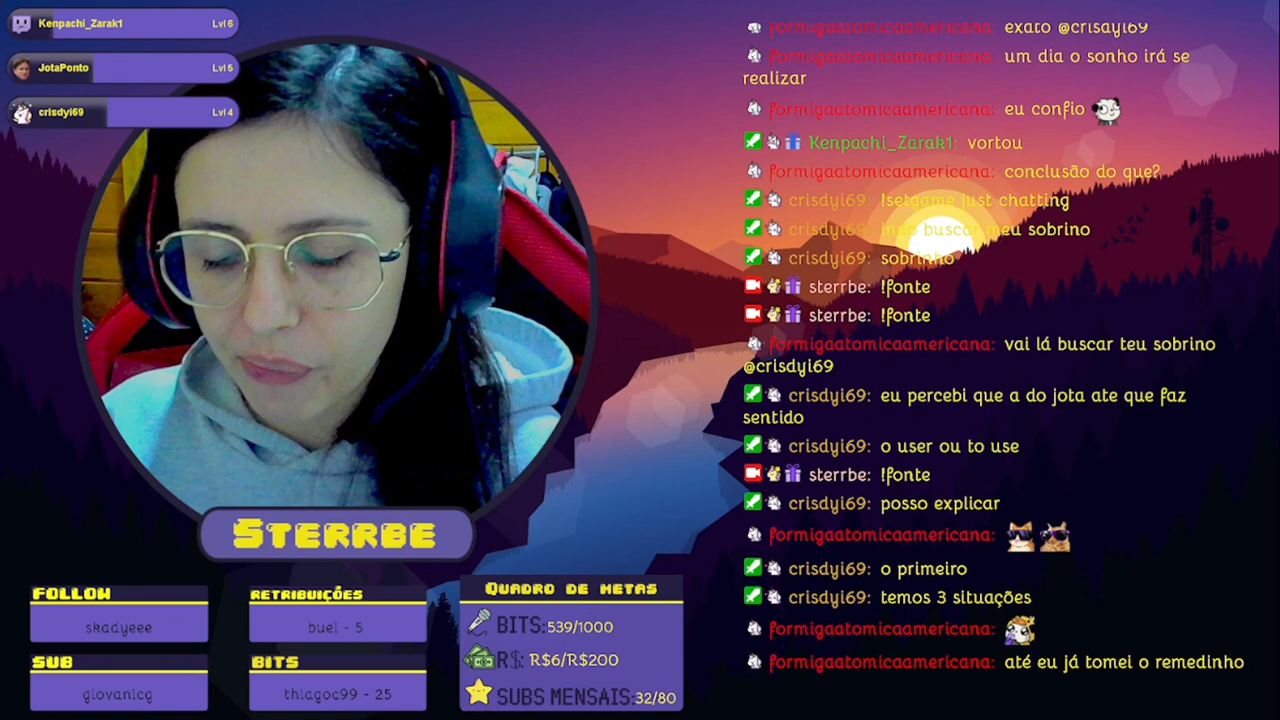 Kenpachi_Zarak1 Lvl 6
JotaPonto Lvl 5
crisdyi69 Lvl 4
STERRBE
FOLLOW
skadyeee
RETRIBUIÇÕES
buel - 5
SUB
giovanicg
BITS
thiagoc99 - 25
QUADRO DE METAS
BITS:539/1000
R$: R$6/R$200
SUBS MENSAIS:32/80
formigaatomicaamericana: exato @crisdyi69
formigaatomicaamericana: um dia o sonho irá se
realizar
formigaatomicaamericana: eu confio
Kenpachi_Zarak1: vortou
formigaatomicaamericana: conclusão do que?
crisdyi69: !setgame just chatting
crisdyi69: indo buscar meu sobrino
crisdyi69: sobrinho
sterrbe: !fonte
sterrbe: !fonte
formigaatomicaamericana: vai lá buscar teu sobrino
@crisdyi69
crisdyi69: eu percebi que a do jota ate que faz
sentido
crisdyi69: o user ou to use
sterrbe: !fonte
crisdyi69: posso explicar
formigaatomicaamericana:
crisdyi69: o primeiro
crisdyi69: temos 3 situações
formigaatomicaamericana:
formigaatomicaamericana: até eu já tomei o remedinho